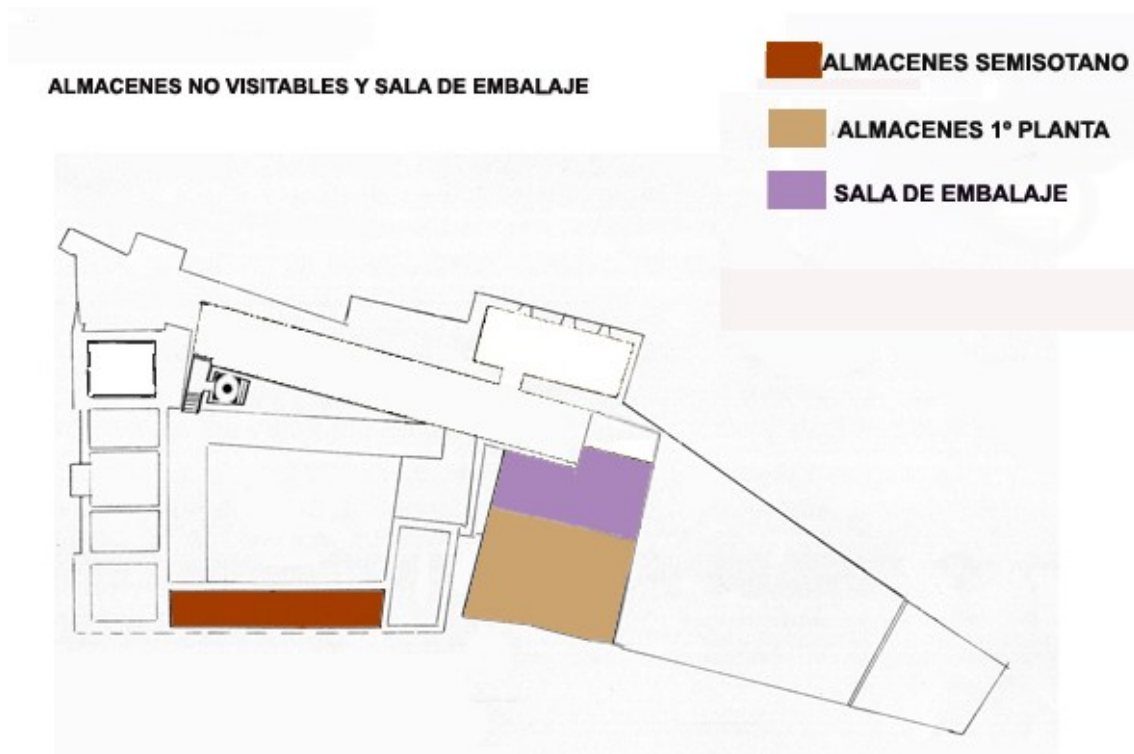 ALMACENES NO VISITABLES Y SALA DE EMBALAJE
ALMACENES SEMISOTANO
ALMACENES 1º PLANTA
SALA DE EMBALAJE